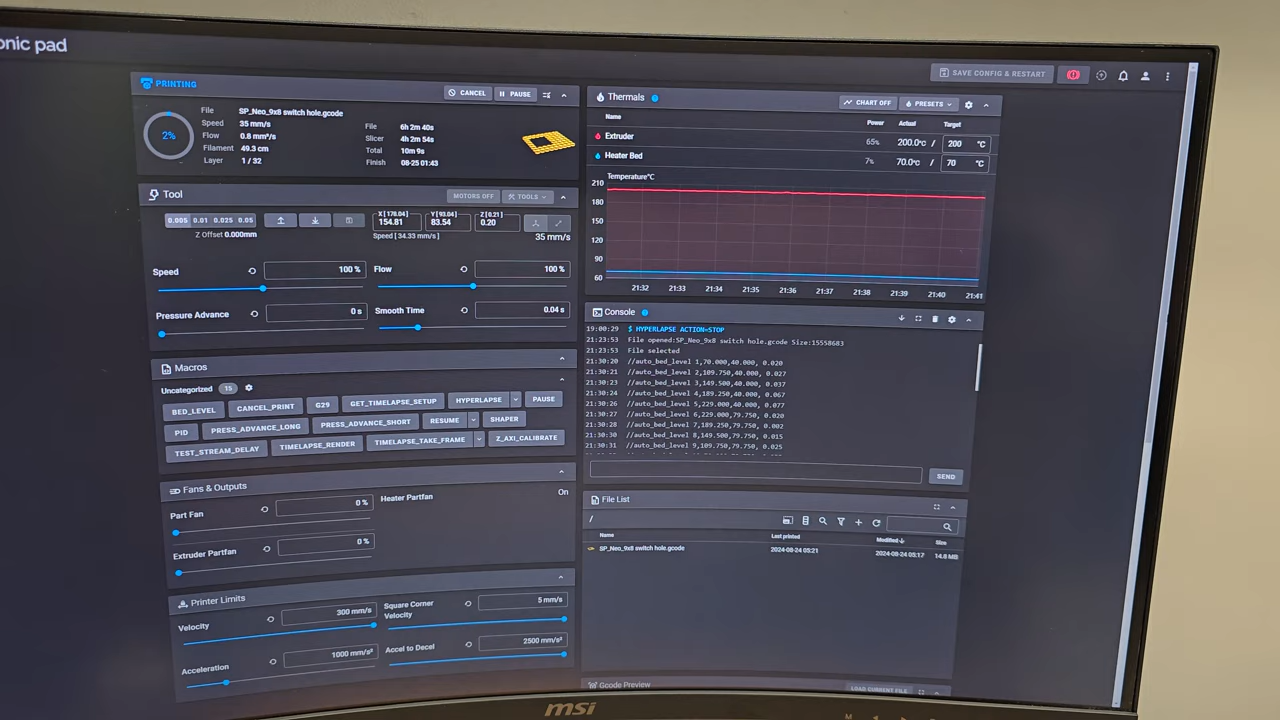 onic pad
SAVE CONFIG & RESTART
PRINTING
CANCEL
PAUSE
2%
File SP_Neo_9x8 switch hole.gcode
Speed 35 mm/s
Flow 0.8 mm³/s
Filament 49.3 cm
Layer 1 / 32
File 6h 2m 40s
Slicer 4h 2m 54s
Total 10m 9s
Finish 08-25 01:43
Tool
MOTORS OFF
TOOLS
0.005 0.01 0.025 0.05
Z Offset 0.000mm
X [178.04] 154.81
Y [93.04] 83.54
Z [0.21] 0.20
Speed [ 34.33 mm/s]
35 mm/s
Speed 100 %
Flow 100 %
Pressure Advance 0 s
Smooth Time 0.04 s
Macros
Uncategorized 15
BED_LEVEL CANCEL_PRINT G29 GET_TIMELAPSE_SETUP HYPERLAPSE PAUSE
PID PRESS_ADVANCE_LONG PRESS_ADVANCE_SHORT RESUME SHAPER
TEST_STREAM_DELAY TIMELAPSE_RENDER TIMELAPSE_TAKE_FRAME Z_AXI_CALIBRATE
Fans & Outputs
Part Fan 0 %
Heater Partfan On
Extruder Partfan 0 %
Printer Limits
Velocity 300 mm/s
Square Corner Velocity 5 mm/s
Acceleration 1000 mm/s²
Accel to Decel 2500 mm/s²
Thermals
CHART OFF
PRESETS
Name Power Actual Target
Extruder 65% 200.0°C / 200 °C
Heater Bed 7% 70.0°C / 70 °C
Temperature°C
210
180
150
120
90
60
21:32 21:33 21:34 21:35 21:36 21:37 21:38 21:39 21:40 21:41
Console
19:00:29 $ HYPERLAPSE ACTION=STOP
21:23:53 File opened:SP_Neo_9x8 switch hole.gcode Size:15558683
21:23:53 File selected
21:30:20 //auto_bed_level 1,70.000,40.000, 0.020
21:30:21 //auto_bed_level 2,109.750,40.000, 0.027
21:30:23 //auto_bed_level 3,149.500,40.000, 0.037
21:30:24 //auto_bed_level 4,189.250,40.000, 0.067
21:30:26 //auto_bed_level 5,229.000,40.000, 0.077
21:30:27 //auto_bed_level 6,229.000,79.750, 0.020
21:30:28 //auto_bed_level 7,189.250,79.750, 0.002
21:30:30 //auto_bed_level 8,149.500,79.750, 0.015
21:30:31 //auto_bed_level 9,109.750,79.750, 0.025
SEND
File List
/
Name Last printed Modified Size
SP_Neo_9x8 switch hole.gcode 2024-08-24 05:21 2024-08-24 05:17 14.8 MB
Gcode Preview
LOAD CURRENT FILE
msi